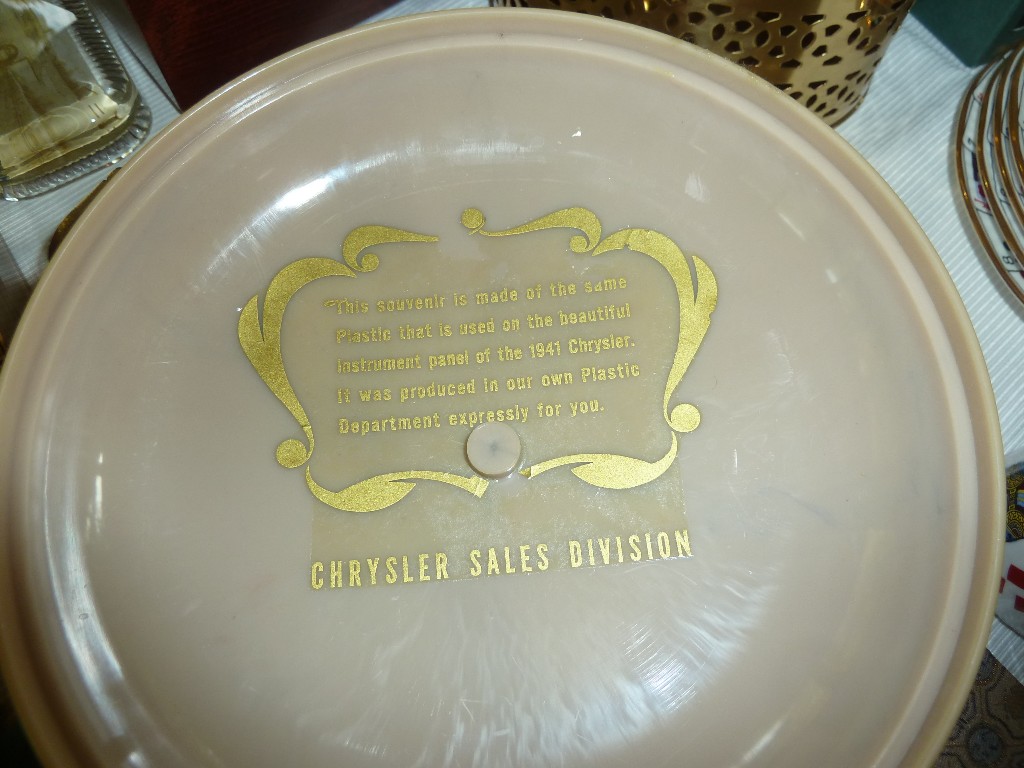 "This souvenir is made of the same
Plastic that is used on the beautiful
instrument panel of the 1941 Chrysler.
It was produced in our own Plastic
Department expressly for you.
CHRYSLER SALES DIVISION